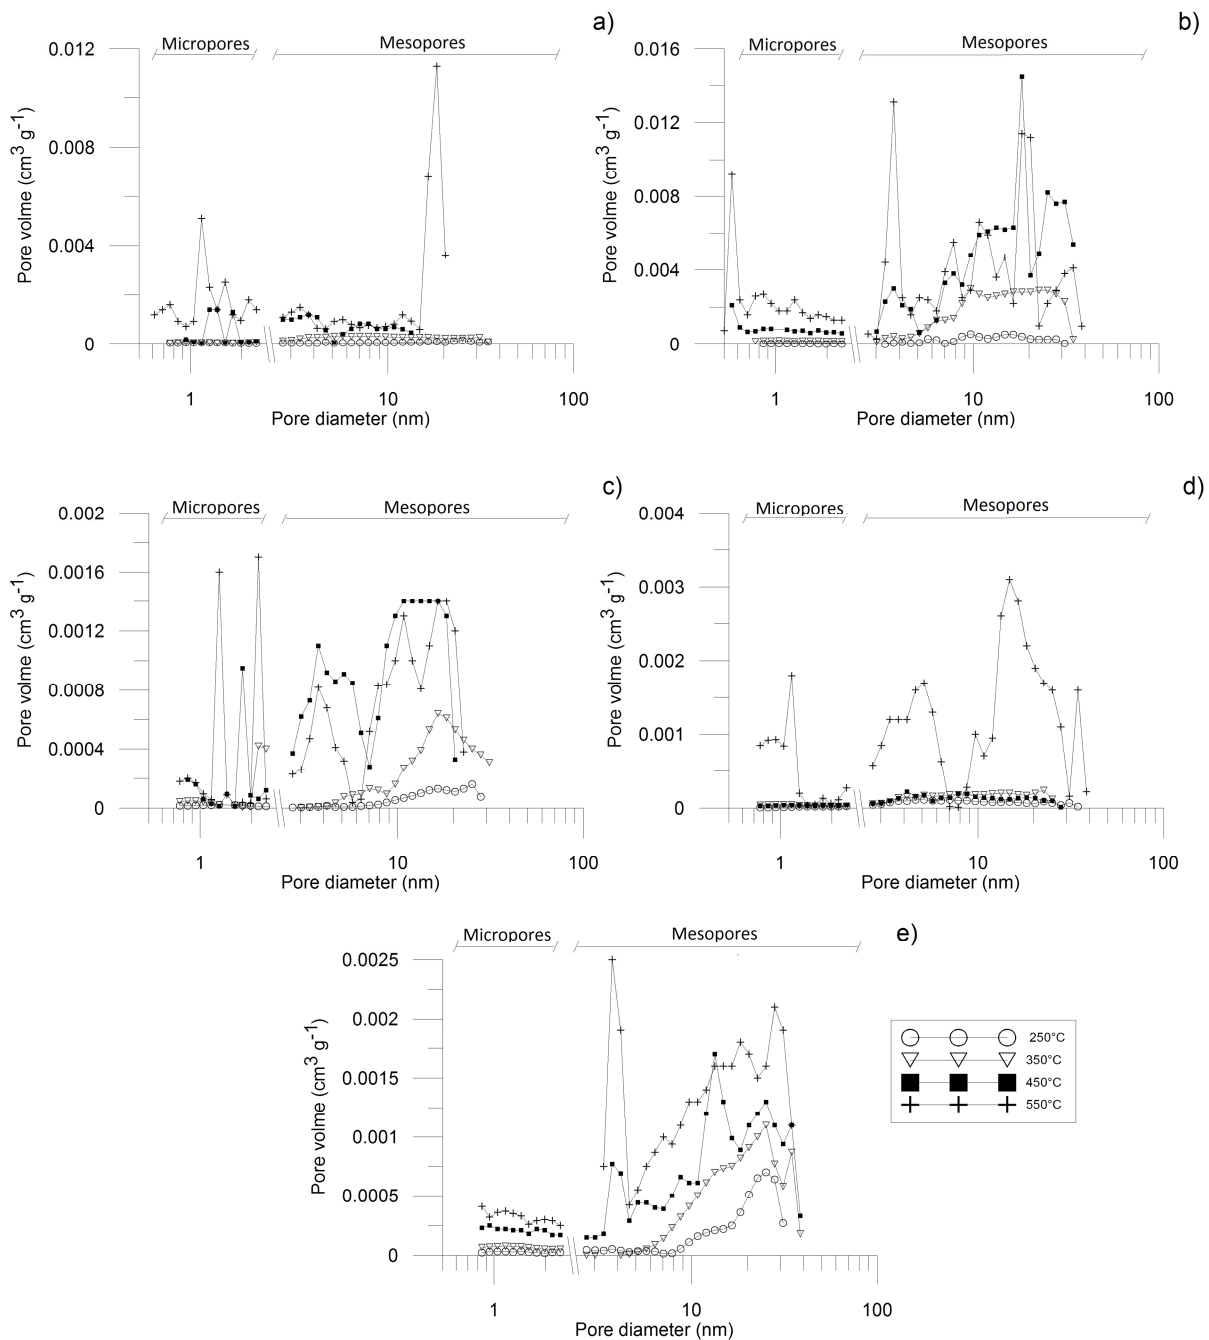 a)
Micropores
Mesopores
0.012
0.008
0.004
0
Pore volme (cm³ g⁻¹)
1
10
100
Pore diameter (nm)
b)
Micropores
Mesopores
0.016
0.012
0.008
0.004
0
Pore volme (cm³ g⁻¹)
1
10
100
Pore diameter (nm)
c)
Micropores
Mesopores
0.002
0.0016
0.0012
0.0008
0.0004
0
Pore volme (cm³ g⁻¹)
1
10
100
Pore diameter (nm)
d)
Micropores
Mesopores
0.004
0.003
0.002
0.001
0
Pore volme (cm³ g⁻¹)
1
10
100
Pore diameter (nm)
e)
Micropores
Mesopores
0.0025
0.002
0.0015
0.001
0.0005
0
Pore volme (cm³ g⁻¹)
1
10
100
Pore diameter (nm)
250°C
350°C
450°C
550°C